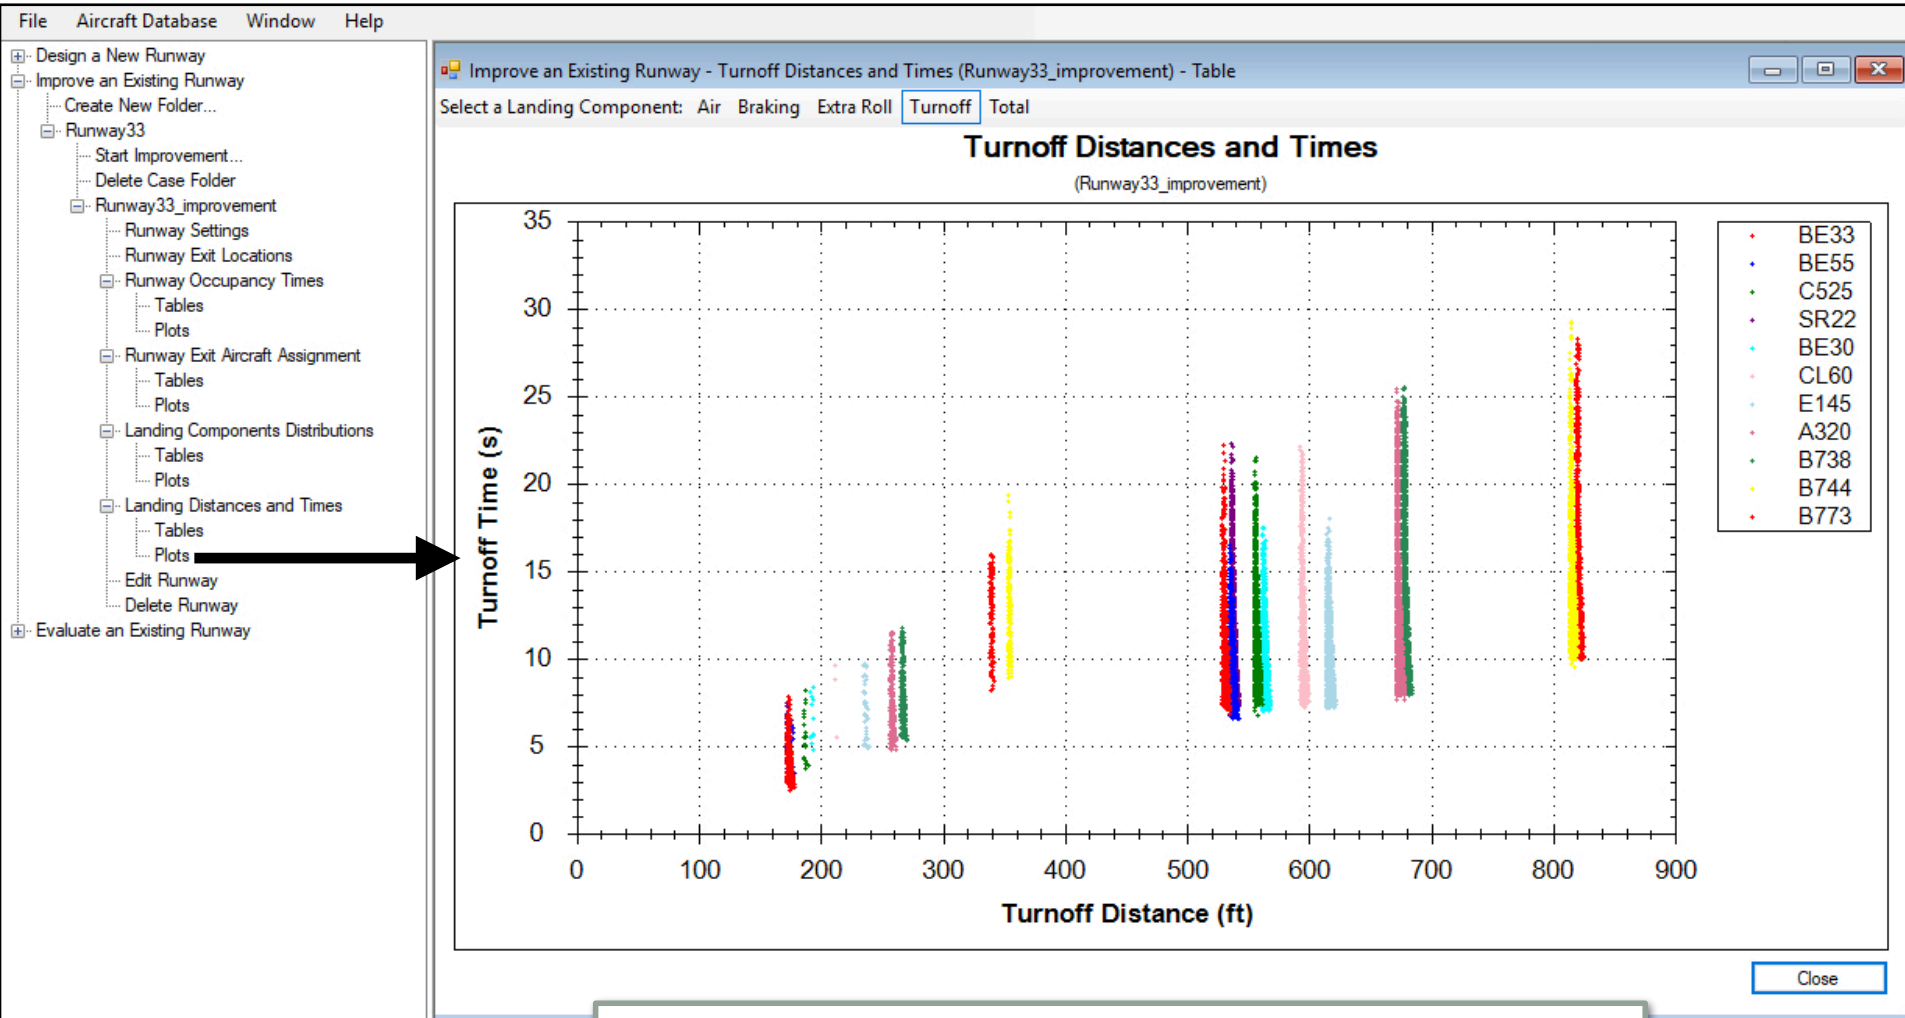 File Aircraft Database Window Help
Design a New Runway
Improve an Existing Runway
Create New Folder...
Runway33
Start Improvement...
Delete Case Folder
Runway33_improvement
Runway Settings
Runway Exit Locations
Runway Occupancy Times
Tables
Plots
Runway Exit Aircraft Assignment
Tables
Plots
Landing Components Distributions
Tables
Plots
Landing Distances and Times
Tables
Plots
Edit Runway
Delete Runway
Evaluate an Existing Runway
Improve an Existing Runway - Turnoff Distances and Times (Runway33_improvement) - Table
Select a Landing Component: Air Braking Extra Roll Turnoff Total
Turnoff Distances and Times
(Runway33_improvement)
35
30
25
20
15
10
5
0
Turnoff Time (s)
0 100 200 300 400 500 600 700 800 900
Turnoff Distance (ft)
BE33
BE55
C525
SR22
BE30
CL60
E145
A320
B738
B744
B773
Close